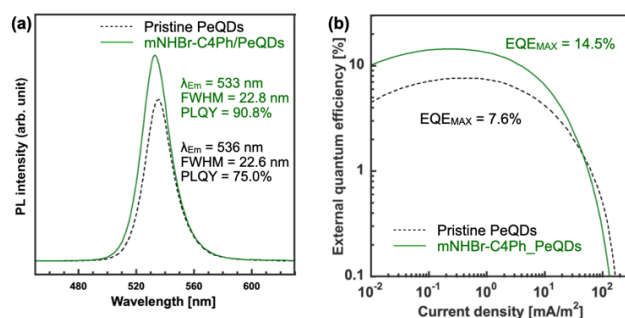 (a)
Pristine PeQDs
mNHBr-C4Ph/PeQDs
λEm = 533 nm
FWHM = 22.8 nm
PLQY = 90.8%
λEm = 536 nm
FWHM = 22.6 nm
PLQY = 75.0%
PL intensity (arb. unit)
480 520 560 600
Wavelength [nm]
(b)
EQEMAX = 14.5%
EQEMAX = 7.6%
Pristine PeQDs
mNHBr-C4Ph_PeQDs
External quantum efficiency [%]
10
1
0.1
10⁻² 10⁻¹ 10⁰ 10¹ 10²
Current density [mA/m²]